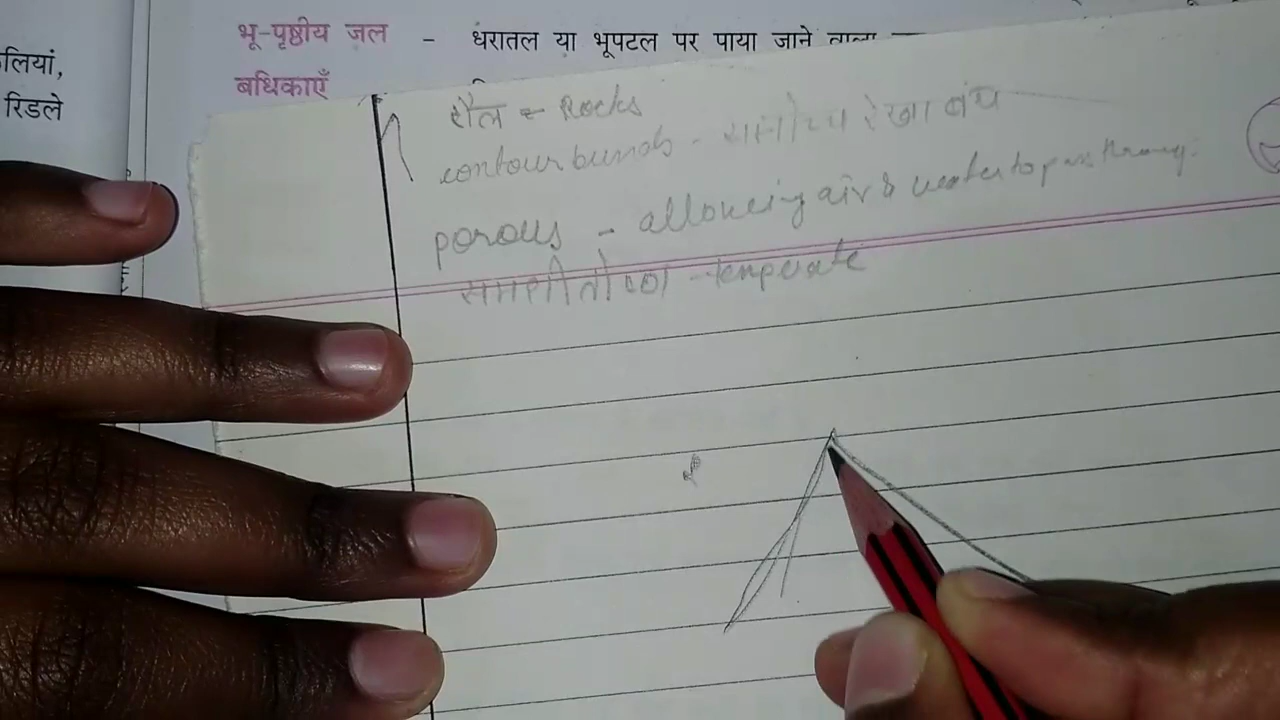 भू-पृष्ठीय जल - धरातल या भूपटल पर पाया जाने वाला
बधिकाएँ
लियां,
रिडले
शैल = Rocks
contour bunds - समोच्च रेखा बंध
porous - allowing air & water to pass through
समशीतोष्ण - temperate